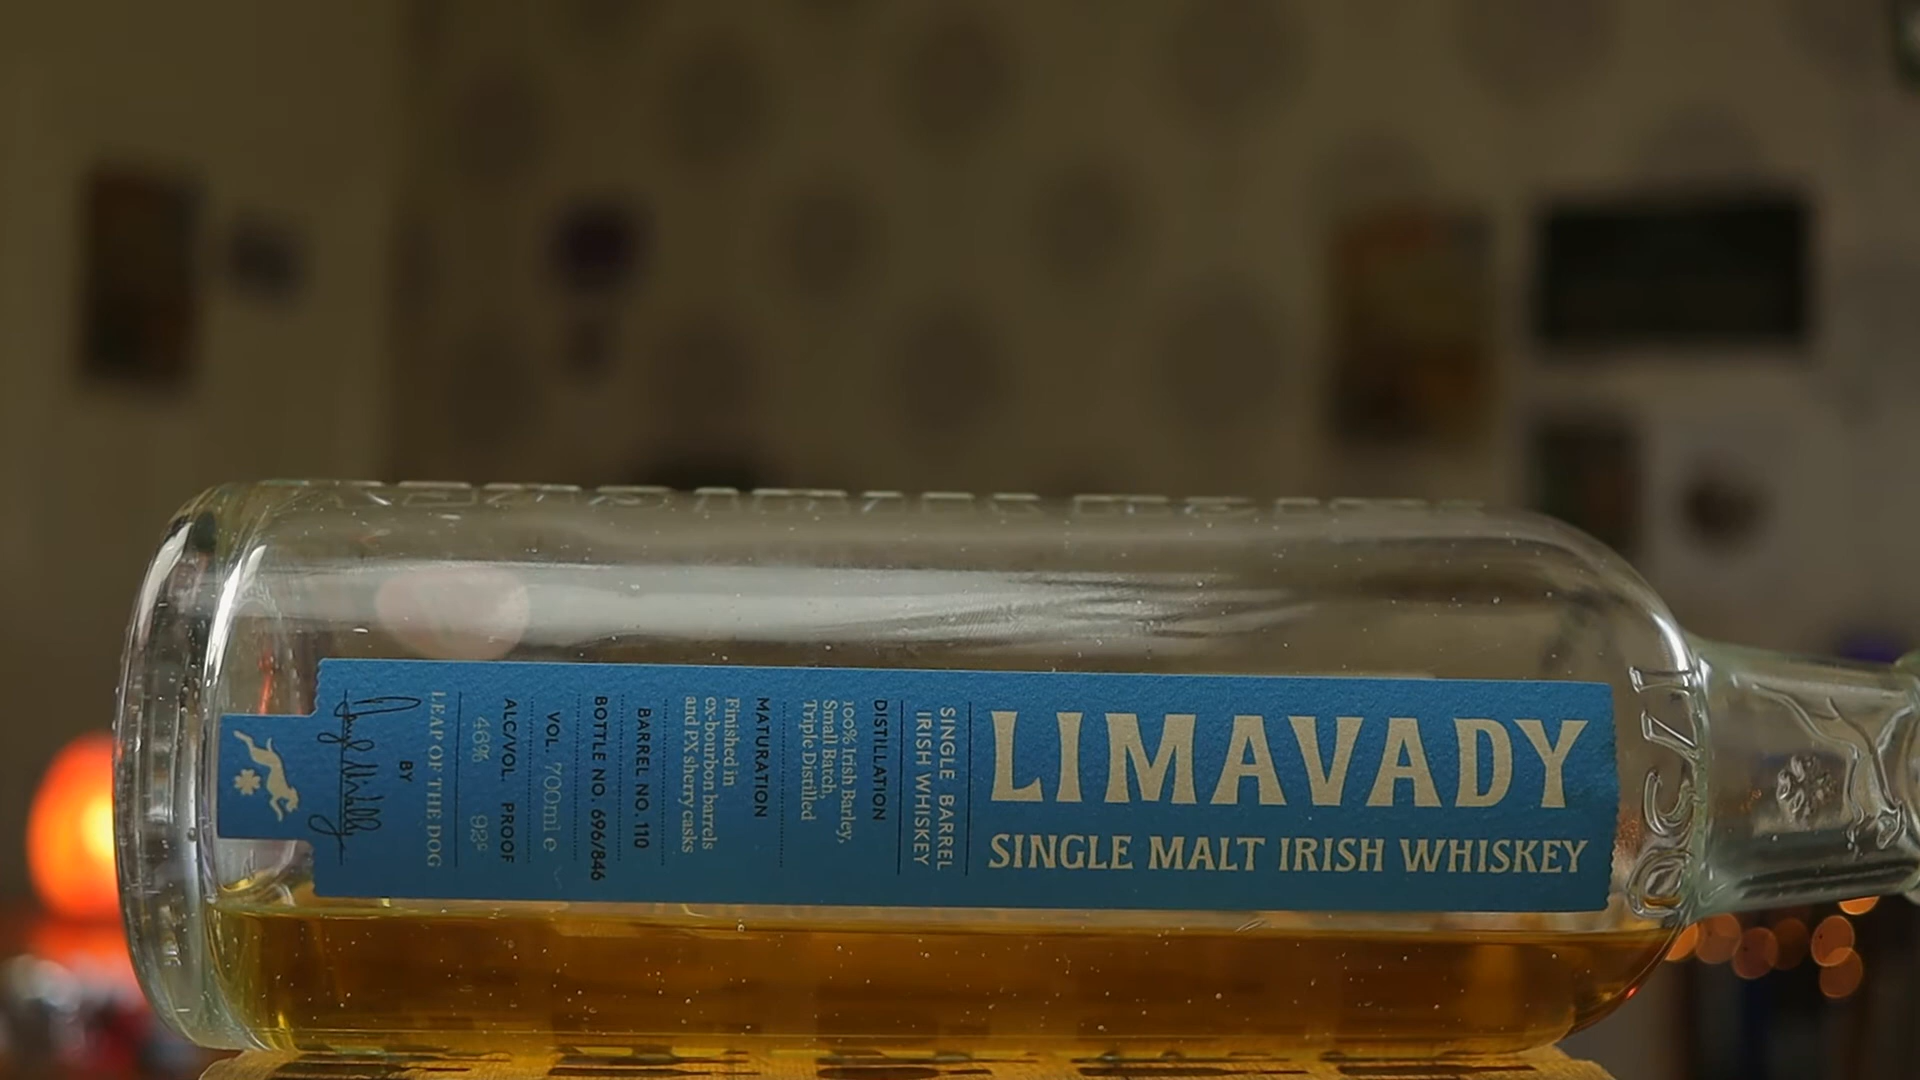 LIMAVADY
SINGLE MALT IRISH WHISKEY
SINGLE BARREL
IRISH WHISKEY
DISTILLATION
100% Irish Barley,
Small Batch,
Triple Distilled
MATURATION
Finished in
ex-bourbon barrels
and PX sherry casks
BARREL NO. 110
BOTTLE NO. 696/846
VOL. 700ml e
ALC/VOL. PROOF
46% 92°
LEAP OF THE DOG
BY
1750